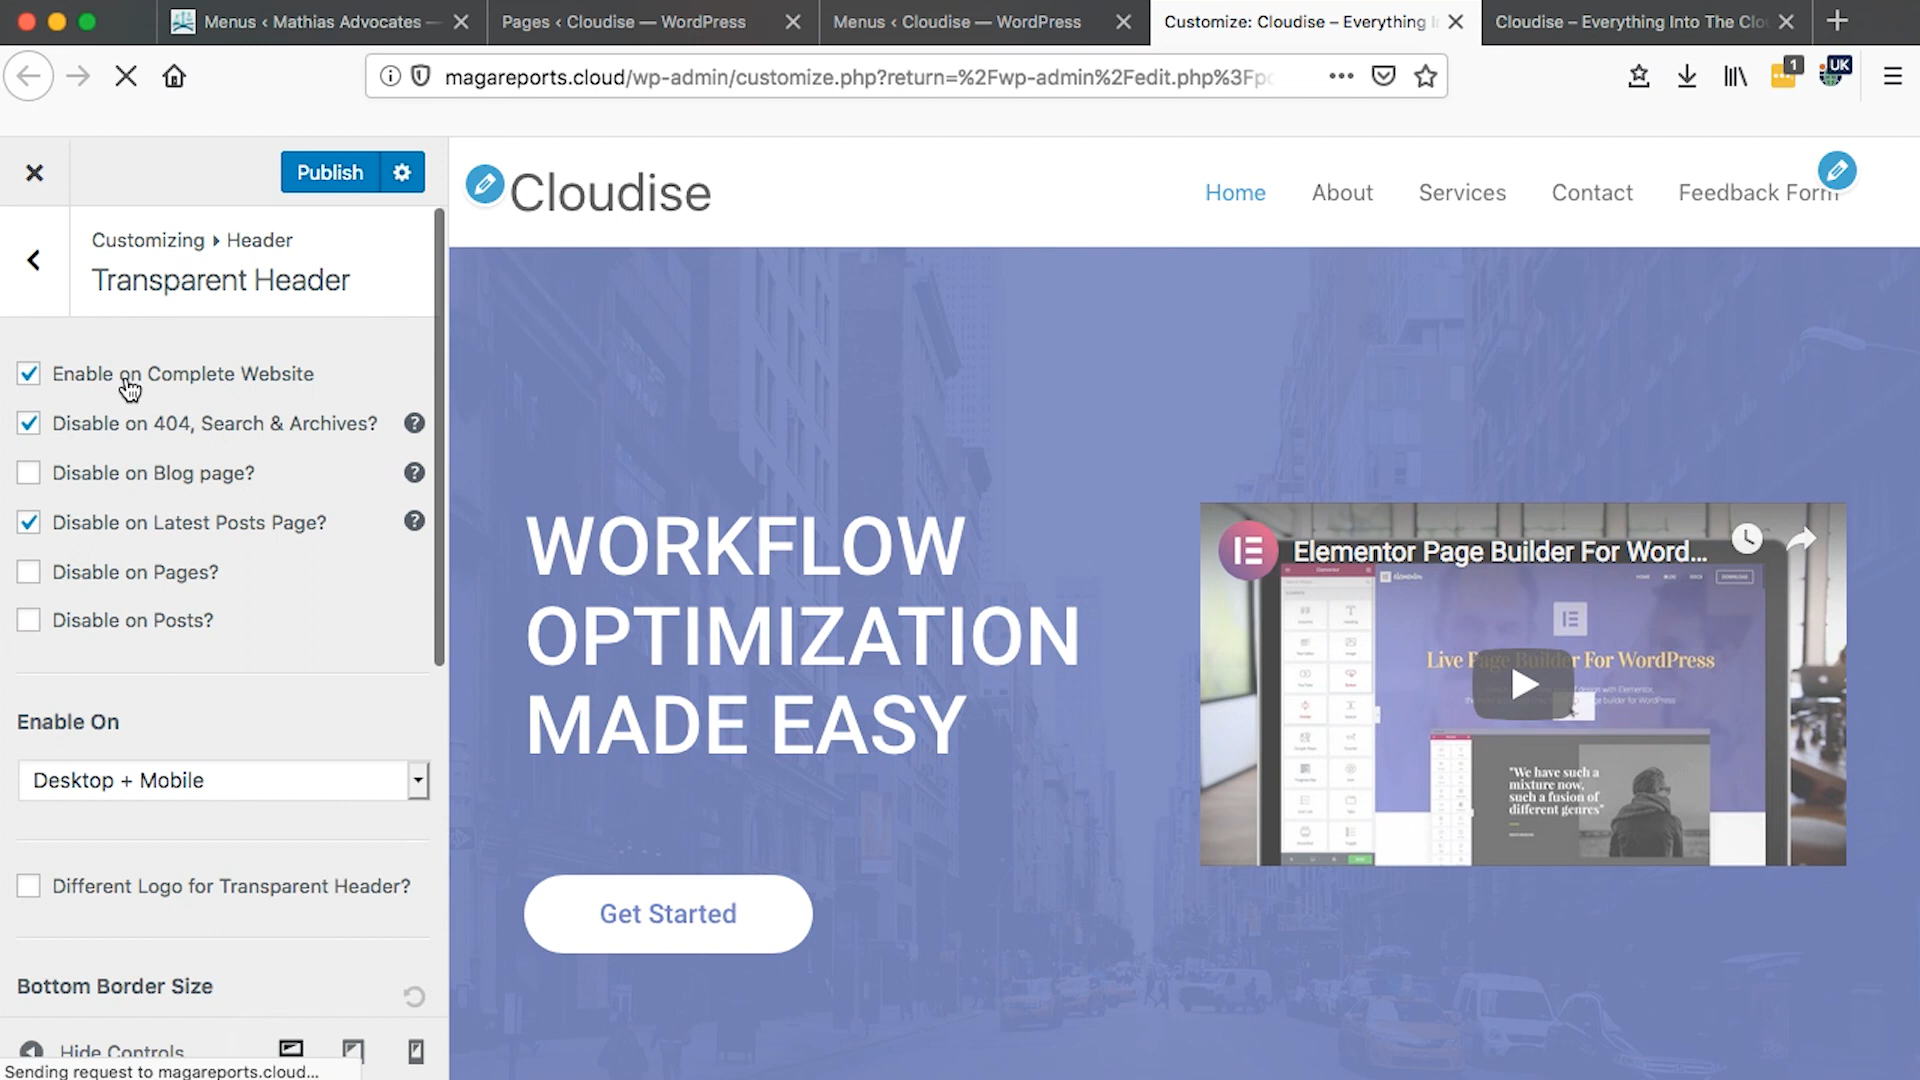 Menus ‹ Mathias Advocates —
Pages ‹ Cloudise — WordPress
Menus ‹ Cloudise — WordPress
Customize: Cloudise – Everything I
Cloudise – Everything Into The Clo
magareports.cloud/wp-admin/customize.php?return=%2Fwp-admin%2Fedit.php%3Fpo
1
UK
Publish
Customizing ▸ Header
Transparent Header
Enable on Complete Website
Disable on 404, Search & Archives?
Disable on Blog page?
Disable on Latest Posts Page?
Disable on Pages?
Disable on Posts?
Enable On
Desktop + Mobile
Different Logo for Transparent Header?
Bottom Border Size
Hide Controls
Sending request to magareports.cloud...
Cloudise
Home
About
Services
Contact
Feedback Form
WORKFLOW
OPTIMIZATION
MADE EASY
Get Started
Elementor Page Builder For Word...
elementor
Live Page Builder For WordPress
"We have such a
mixture now,
such a fusion of
different genres"